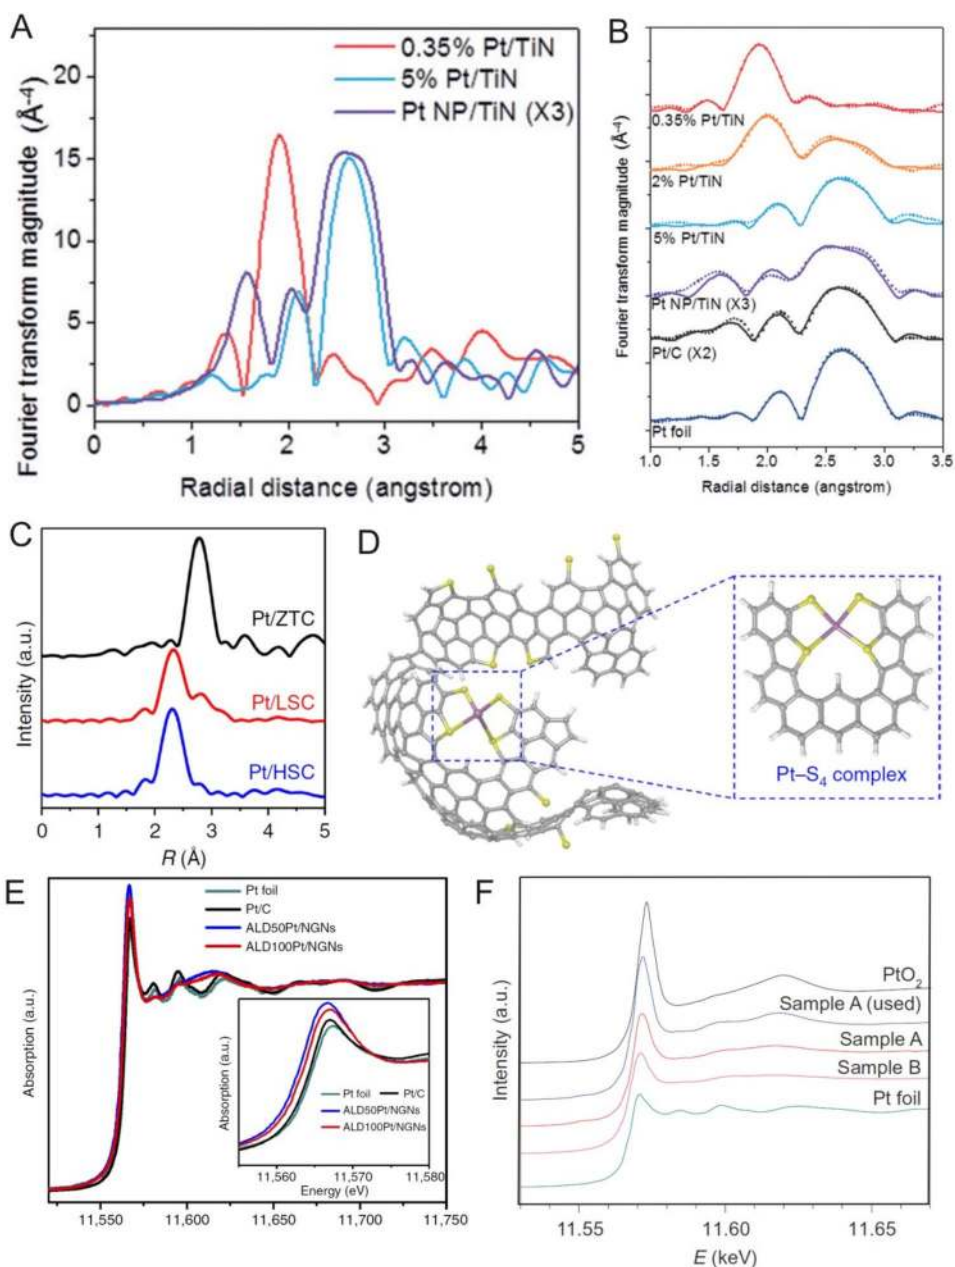 A
Fourier transform magnitude (Å-4)
20
15
10
5
0
0.35% Pt/TiN
5% Pt/TiN
Pt NP/TiN (X3)
0 1 2 3 4 5
Radial distance (angstrom)
B
Fourier transform magnitude (Å-4)
0.35% Pt/TiN
2% Pt/TiN
5% Pt/TiN
Pt NP/TiN (X3)
Pt/C (X2)
Pt foil
1.0 1.5 2.0 2.5 3.0 3.5
Radial distance (angstrom)
C
Intensity (a.u.)
Pt/ZTC
Pt/LSC
Pt/HSC
0 1 2 3 4 5
R (Å)
D
Pt–S4 complex
E
Absorption (a.u.)
Pt foil
Pt/C
ALD50Pt/NGNs
ALD100Pt/NGNs
Absorption (a.u.)
Pt foil Pt/C
ALD50Pt/NGNs
ALD100Pt/NGNs
11,560 11,570 11,580
Energy (eV)
11,550 11,600 11,650 11,700 11,750
F
Intensity (a.u.)
PtO2
Sample A (used)
Sample A
Sample B
Pt foil
11.55 11.60 11.65
E (keV)